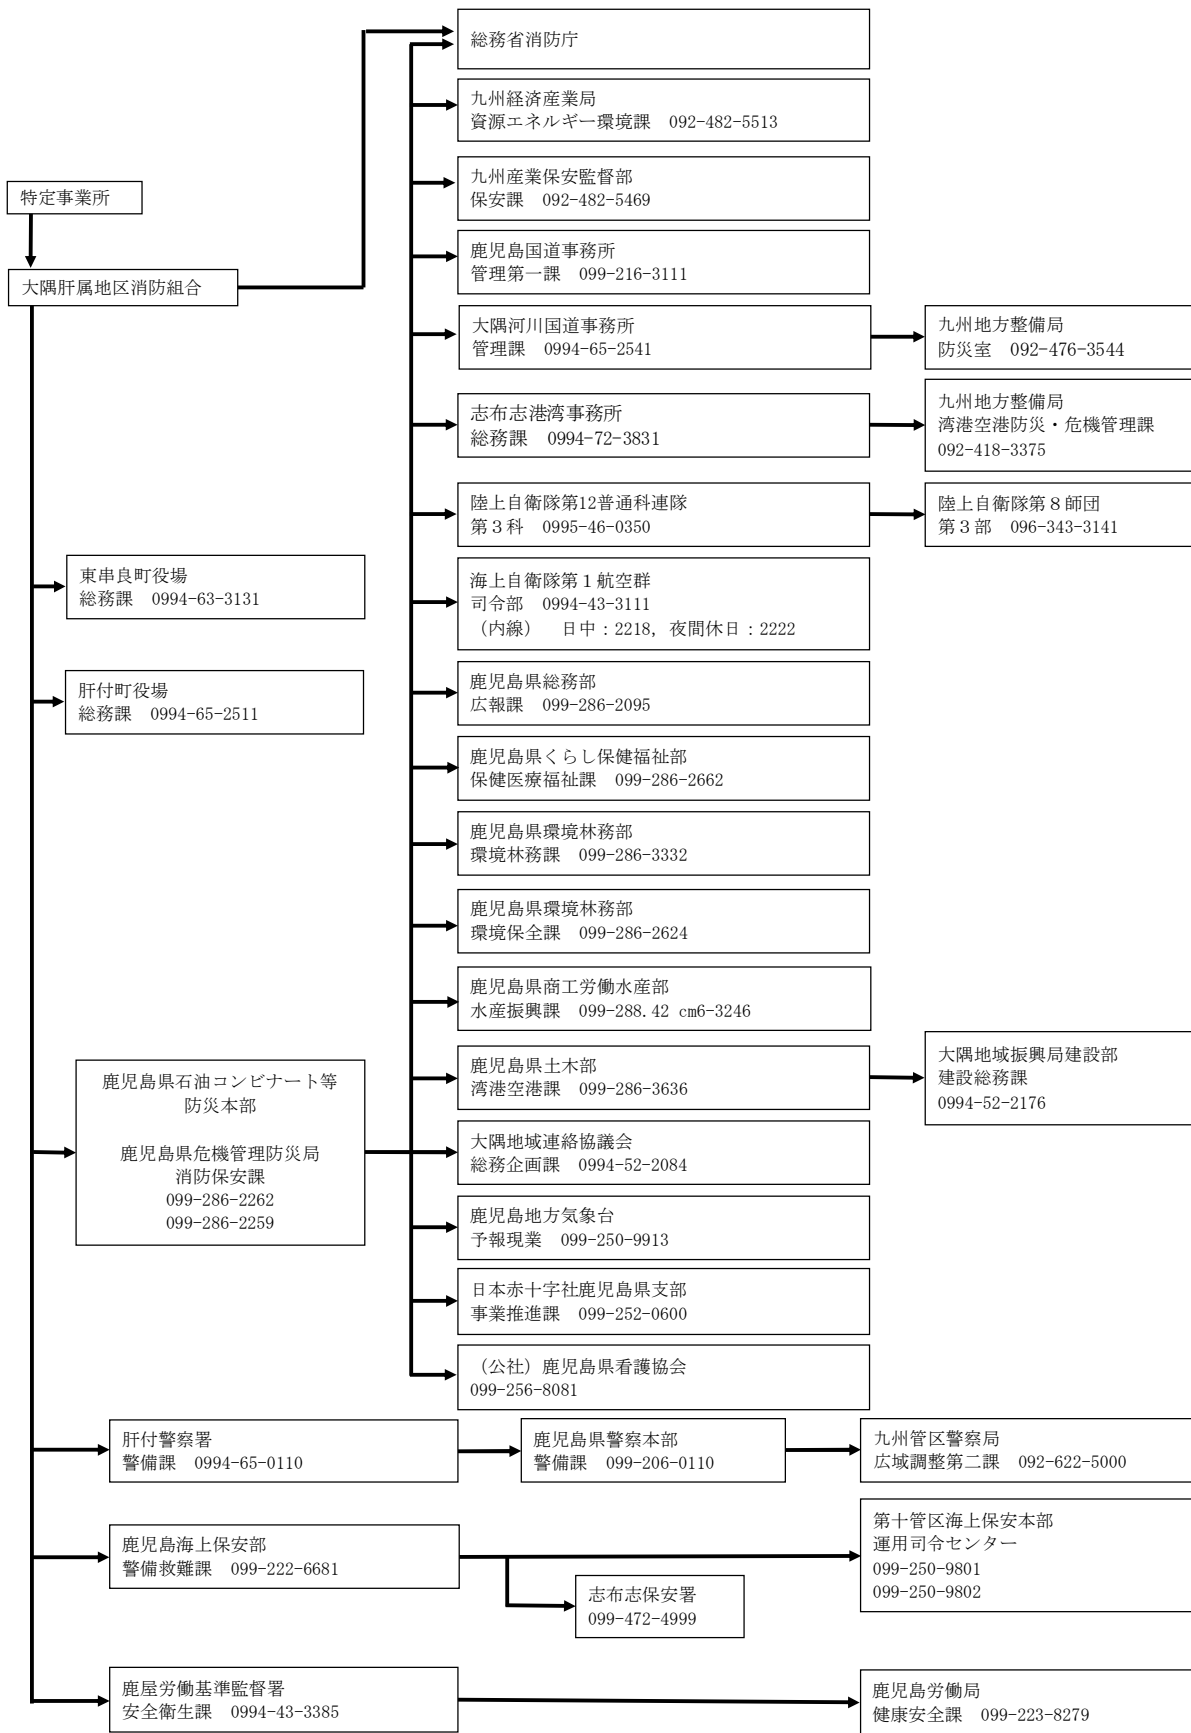 総務省消防庁
九州経済産業局
資源エネルギー環境課　092-482-5513
九州産業保安監督部
保安課　092-482-5469
特定事業所
鹿児島国道事務所
管理第一課　099-216-3111
大隅肝属地区消防組合
大隅河川国道事務所
管理課　0994-65-2541
九州地方整備局
防災室　092-476-3544
志布志港湾事務所
総務課　0994-72-3831
九州地方整備局
湾港空港防災・危機管理課
092-418-3375
陸上自衛隊第12普通科連隊
第３科　0995-46-0350
陸上自衛隊第８師団
第３部　096-343-3141
東串良町役場
総務課　0994-63-3131
海上自衛隊第１航空群
司令部　0994-43-3111
（内線）　日中：2218，夜間休日：2222
肝付町役場
総務課　0994-65-2511
鹿児島県総務部
広報課　099-286-2095
鹿児島県くらし保健福祉部
保健医療福祉課　099-286-2662
鹿児島県環境林務部
環境林務課　099-286-3332
鹿児島県環境林務部
環境保全課　099-286-2624
鹿児島県商工労働水産部
水産振興課　099-288.42 cm6-3246
鹿児島県土木部
湾港空港課　099-286-3636
大隅地域振興局建設部
建設総務課
0994-52-2176
鹿児島県石油コンビナート等
防災本部
鹿児島県危機管理防災局
消防保安課
099-286-2262
099-286-2259
大隅地域連絡協議会
総務企画課　0994-52-2084
鹿児島地方気象台
予報現業　099-250-9913
日本赤十字社鹿児島県支部
事業推進課　099-252-0600
（公社）鹿児島県看護協会
099-256-8081
肝付警察署
警備課　0994-65-0110
鹿児島県警察本部
警備課　099-206-0110
九州管区警察局
広域調整第二課　092-622-5000
鹿児島海上保安部
警備救難課　099-222-6681
第十管区海上保安本部
運用司令センター
099-250-9801
099-250-9802
志布志保安署
099-472-4999
鹿屋労働基準監督署
安全衛生課　0994-43-3385
鹿児島労働局
健康安全課　099-223-8279